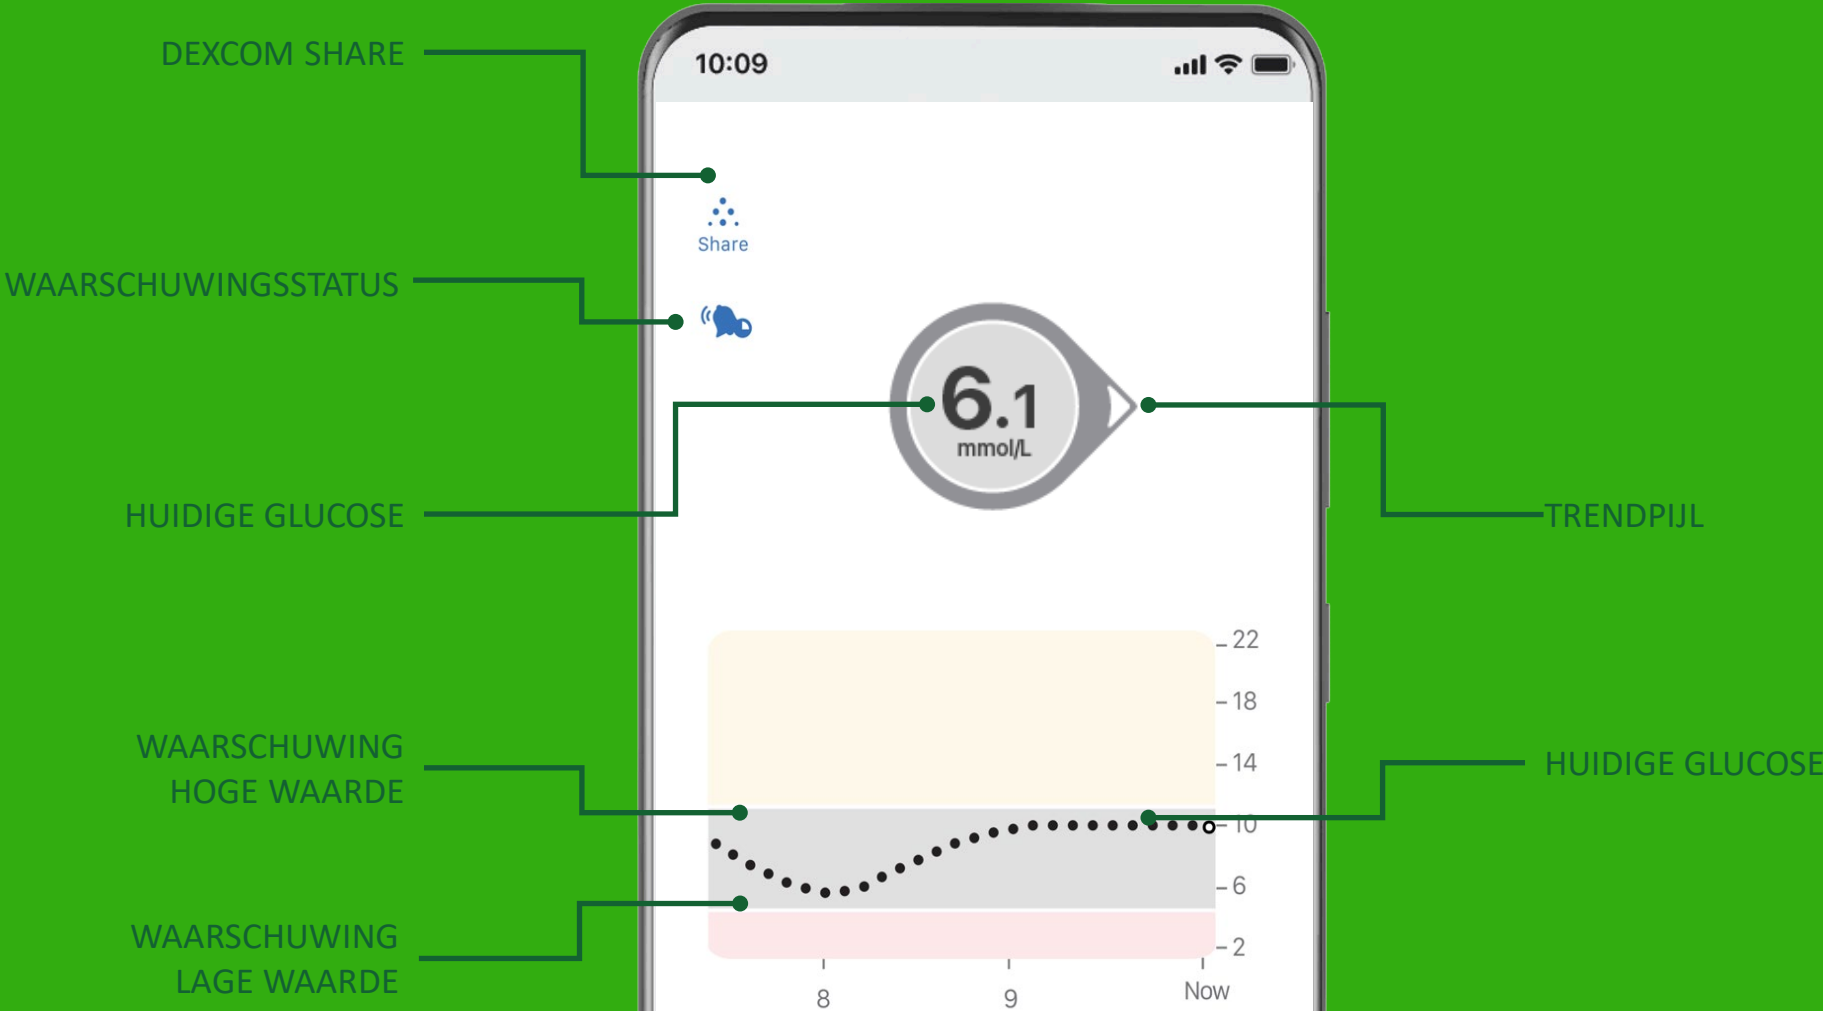 DEXCOM SHARE
10:09
Share
WAARSCHUWINGSSTATUS
6.1
mmol/L
HUIDIGE GLUCOSE
TRENDPIJL
22
18
14
10
6
2
WAARSCHUWING
HOGE WAARDE
HUIDIGE GLUCOSE
WAARSCHUWING
LAGE WAARDE
8
9
Now